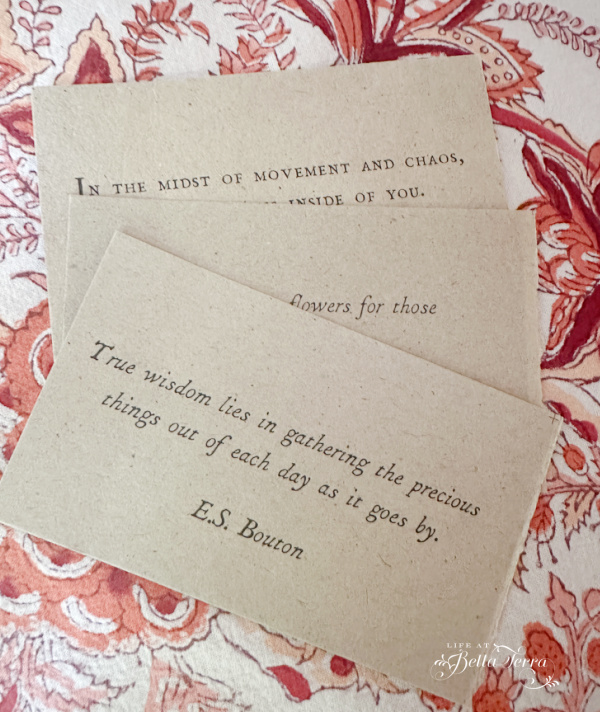 In the midst of movement and chaos,
inside of you.
flowers for those
True wisdom lies in gathering the precious
things out of each day as it goes by.
E.S. Bouton
LIFE AT
Bella Terra